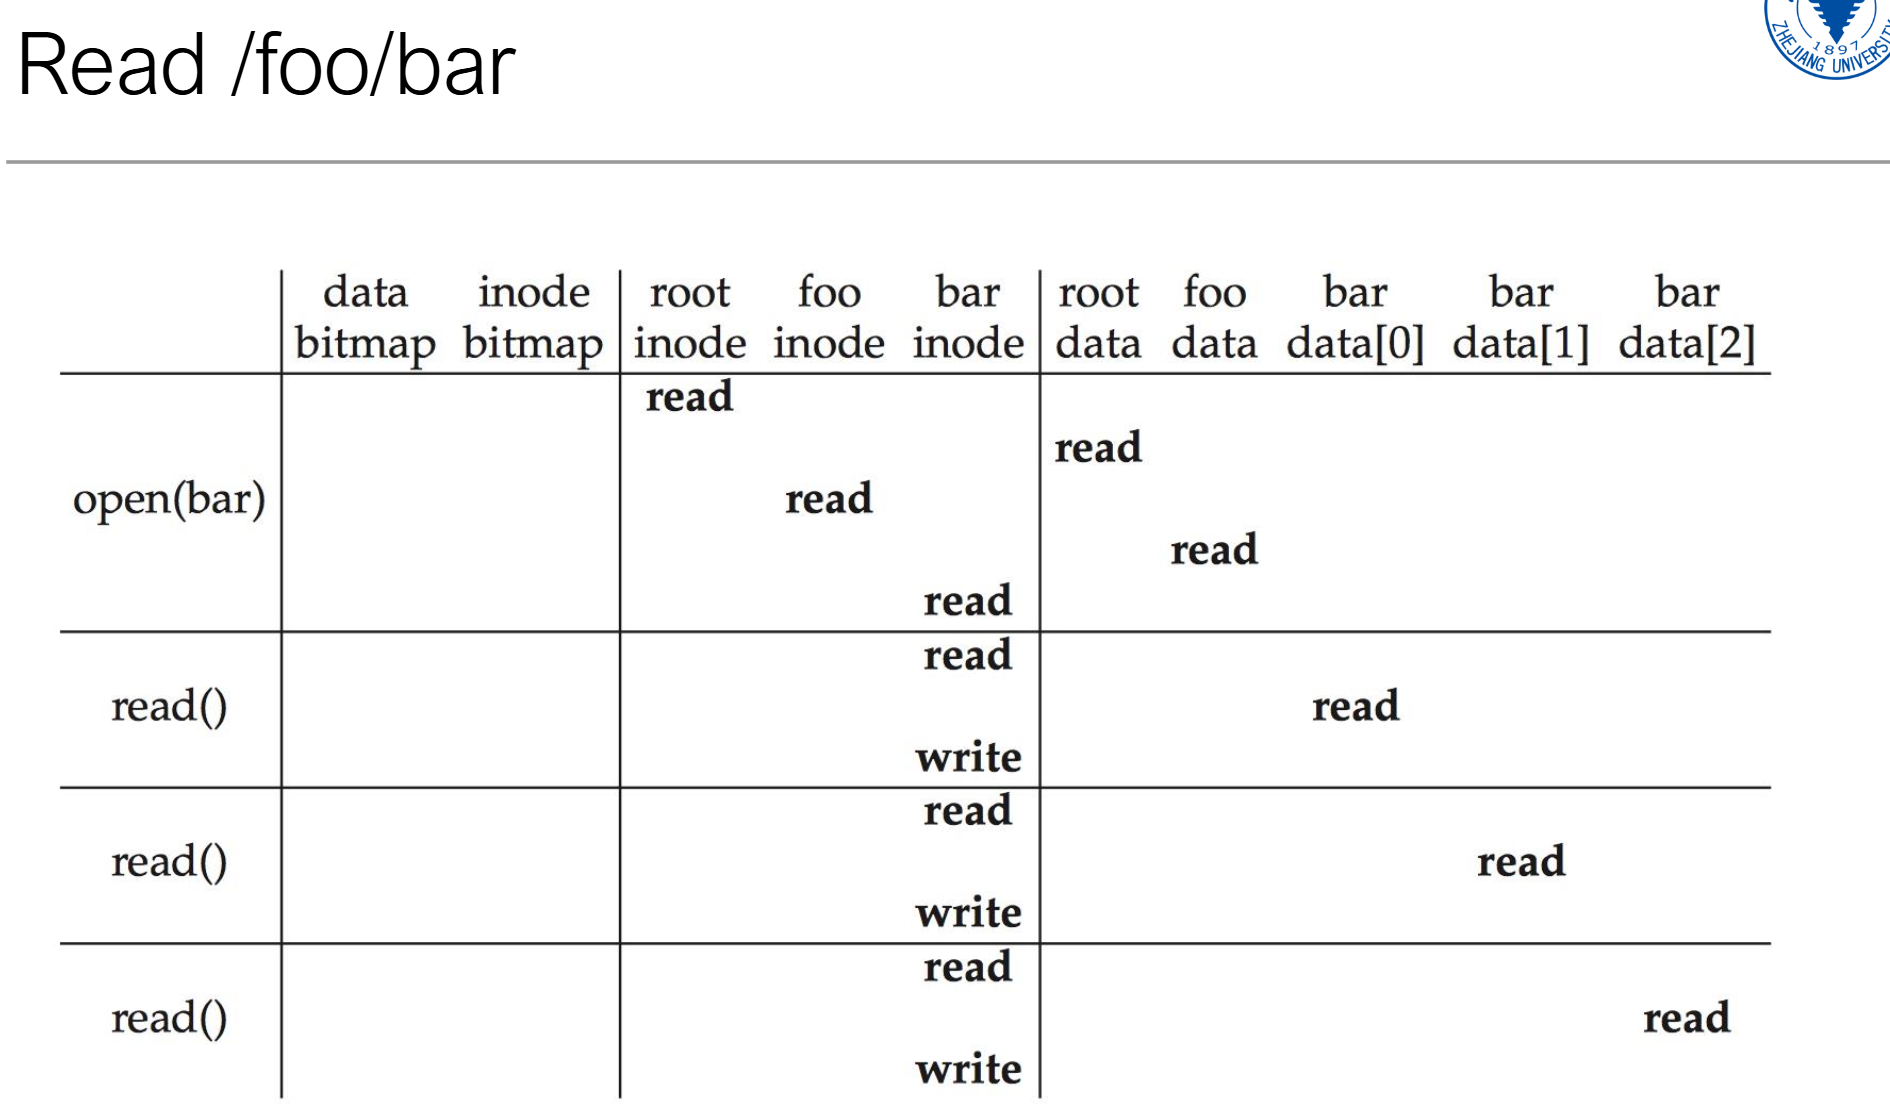 Read /foo/bar
1897
ZHEJIANG UNIVERSI
data inode root foo bar root foo bar bar bar
bitmap bitmap inode inode inode data data data[0] data[1] data[2]
read
read
open(bar) read
read
read
read
read() read
write
read
read() read
write
read
read() read
write